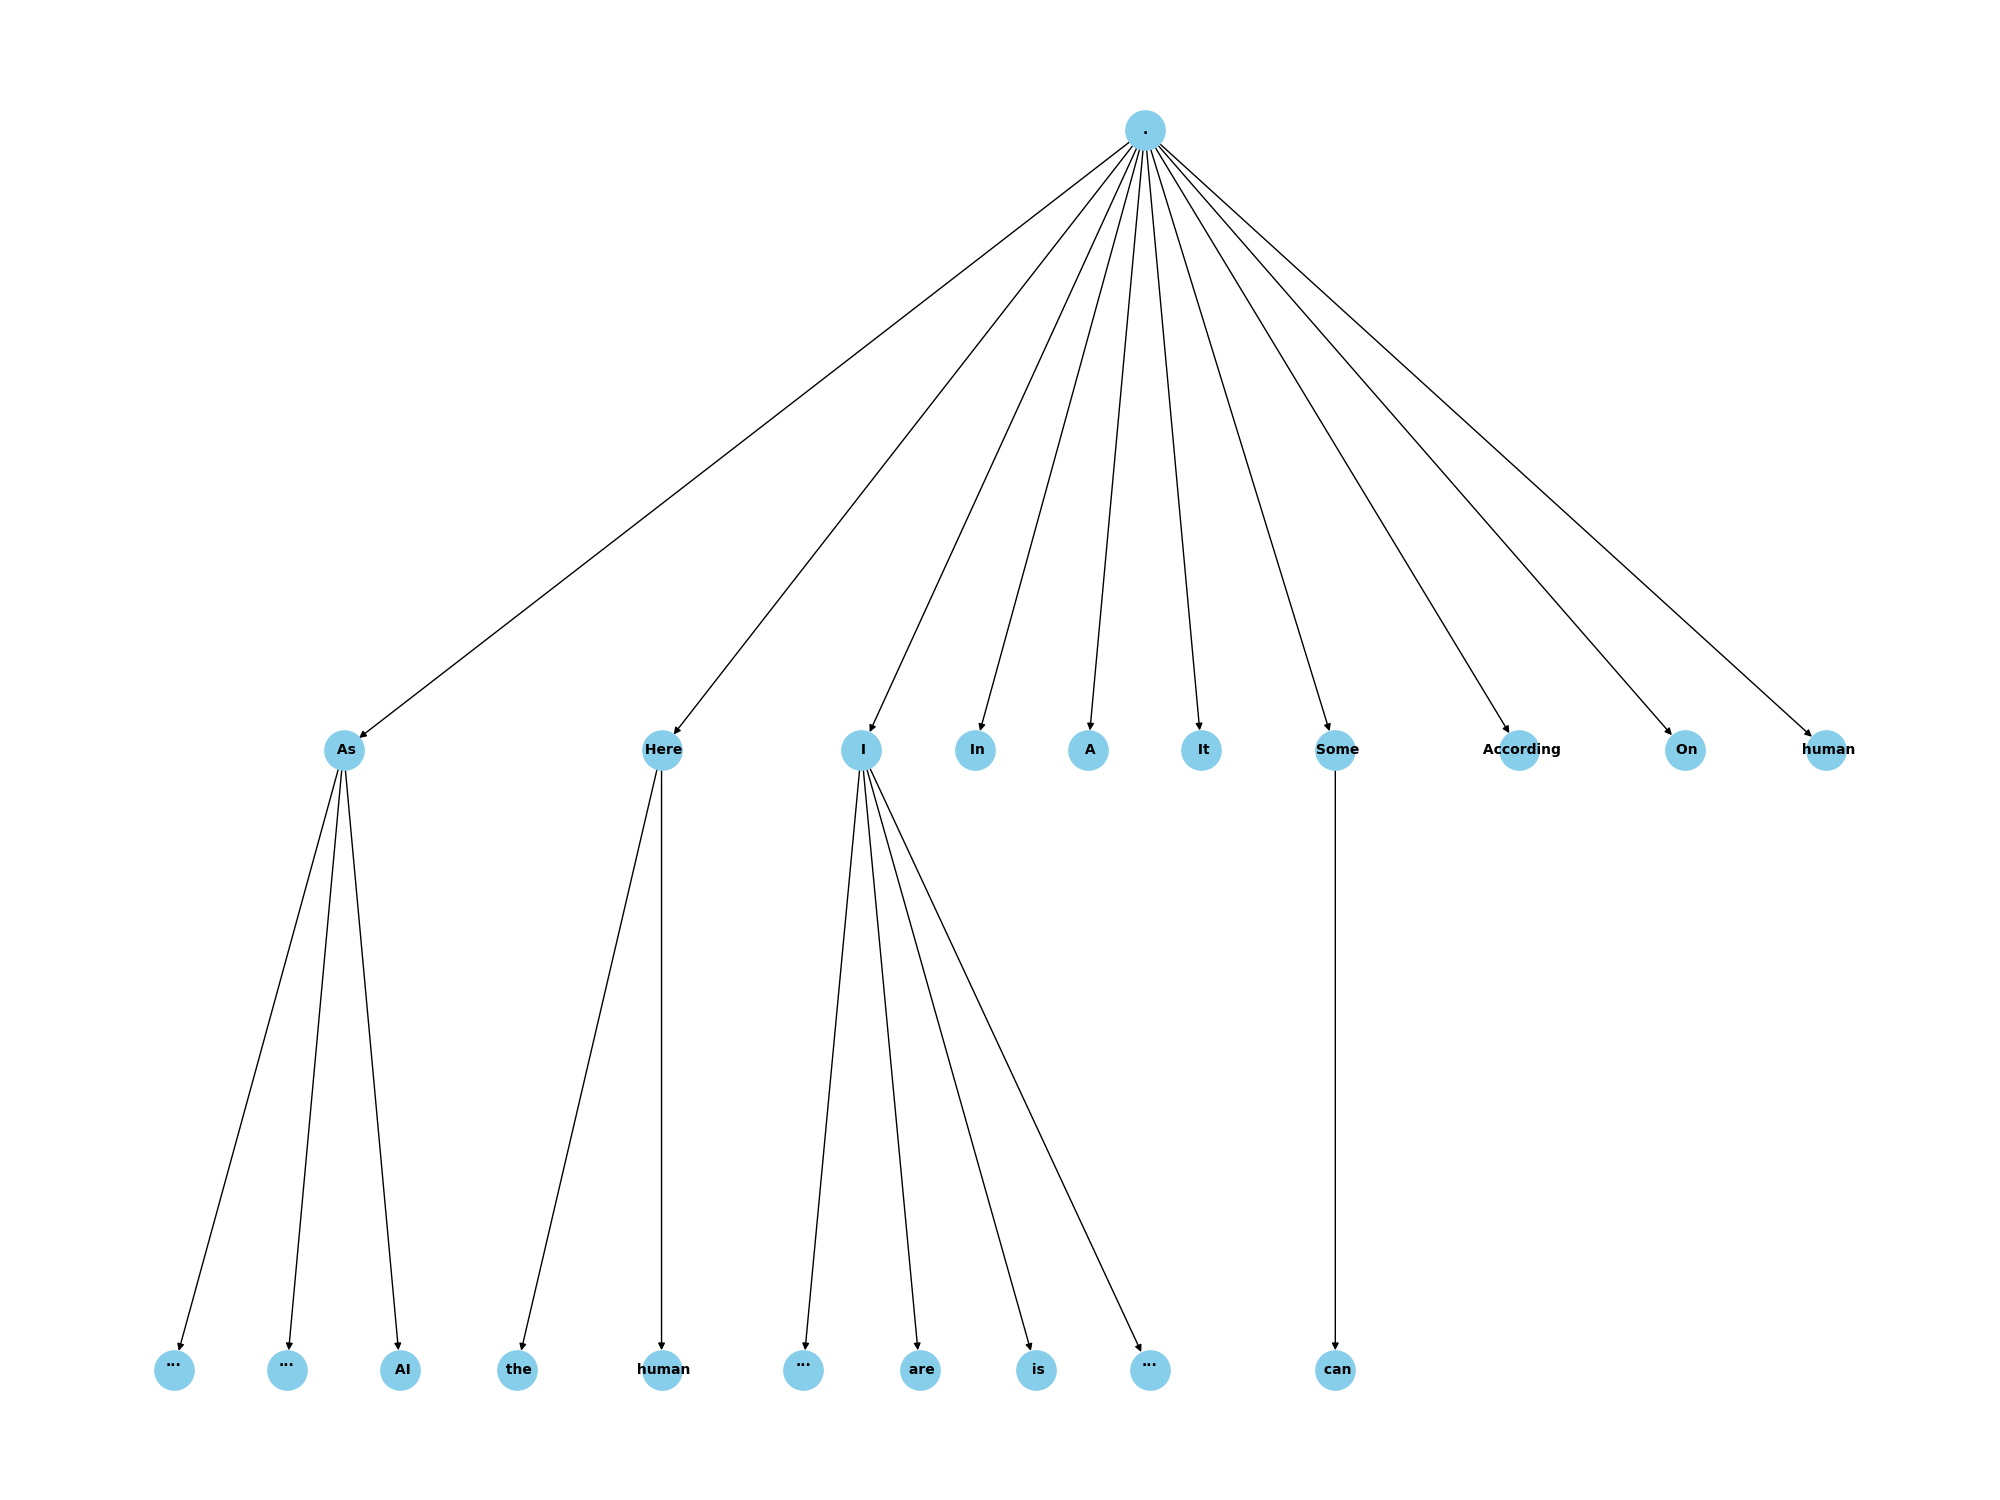 .
As Here I In A It Some According On human
... ... AI the human ... are is ... can